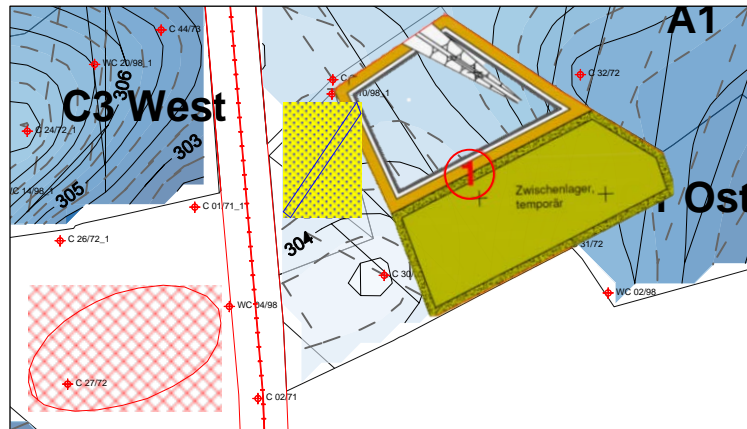 A1
C 44/73
WC 20/98_1
306
C3 West
C 32/72
10/98_1
C 24/72_1
303
1
WC 14/98_1
305
Zwischenlager,
temporär
Ost
C 01/71_1
C 26/72_1
304
31/72
C 30/
WC 02/98
WC 04/98
C 27/72
C 02/71